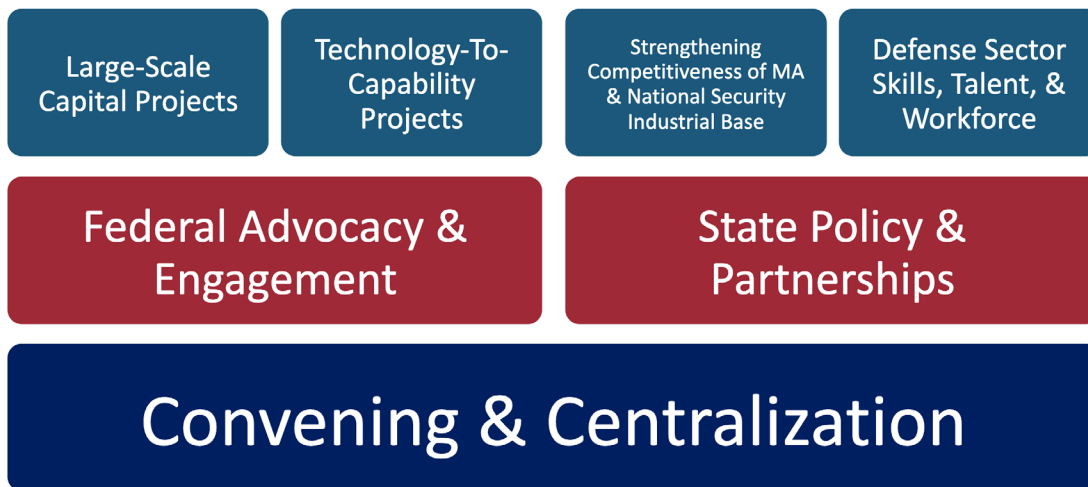 Large-Scale
Capital Projects
Technology-To-
Capability
Projects
Strengthening
Competitiveness of MA
& National Security
Industrial Base
Defense Sector
Skills, Talent, &
Workforce
Federal Advocacy &
Engagement
State Policy &
Partnerships
Convening & Centralization